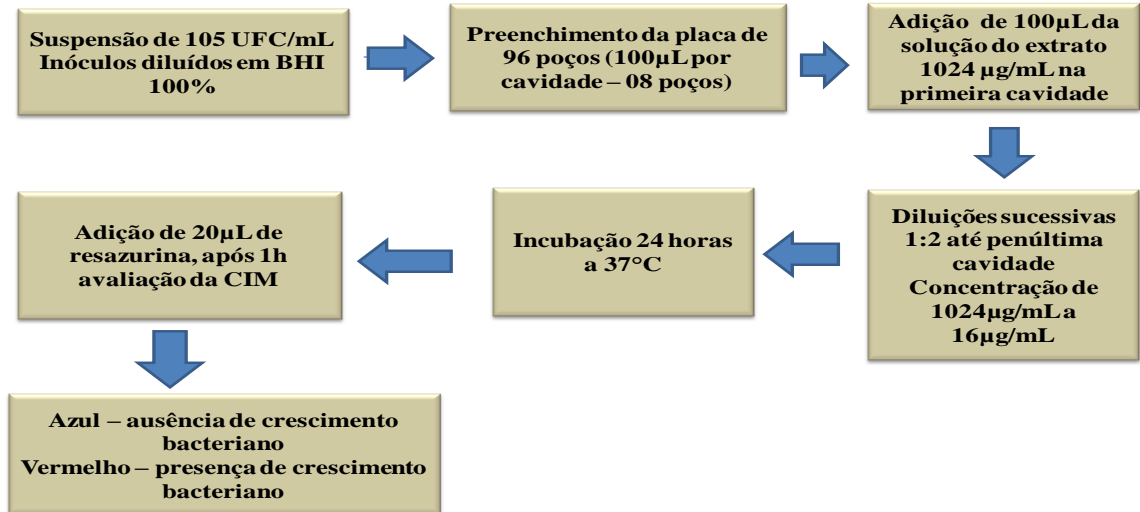 Suspensão de 105 UFC/mL
Inóculos diluídos em BHI
100%
Preenchimento da placa de
96 poços (100µL por
cavidade – 08 poços)
Adição de 100µL da
solução do extrato
1024 µg/mL na
primeira cavidade
Diluições sucessivas
1:2 até penúltima
cavidade
Concentração de
1024µg/mL a
16µg/mL
Incubação 24 horas
a 37°C
Adição de 20µL de
resazurina, após 1h
avaliação da CIM
Azul – ausência de crescimento
bacteriano
Vermelho – presença de crescimento
bacteriano